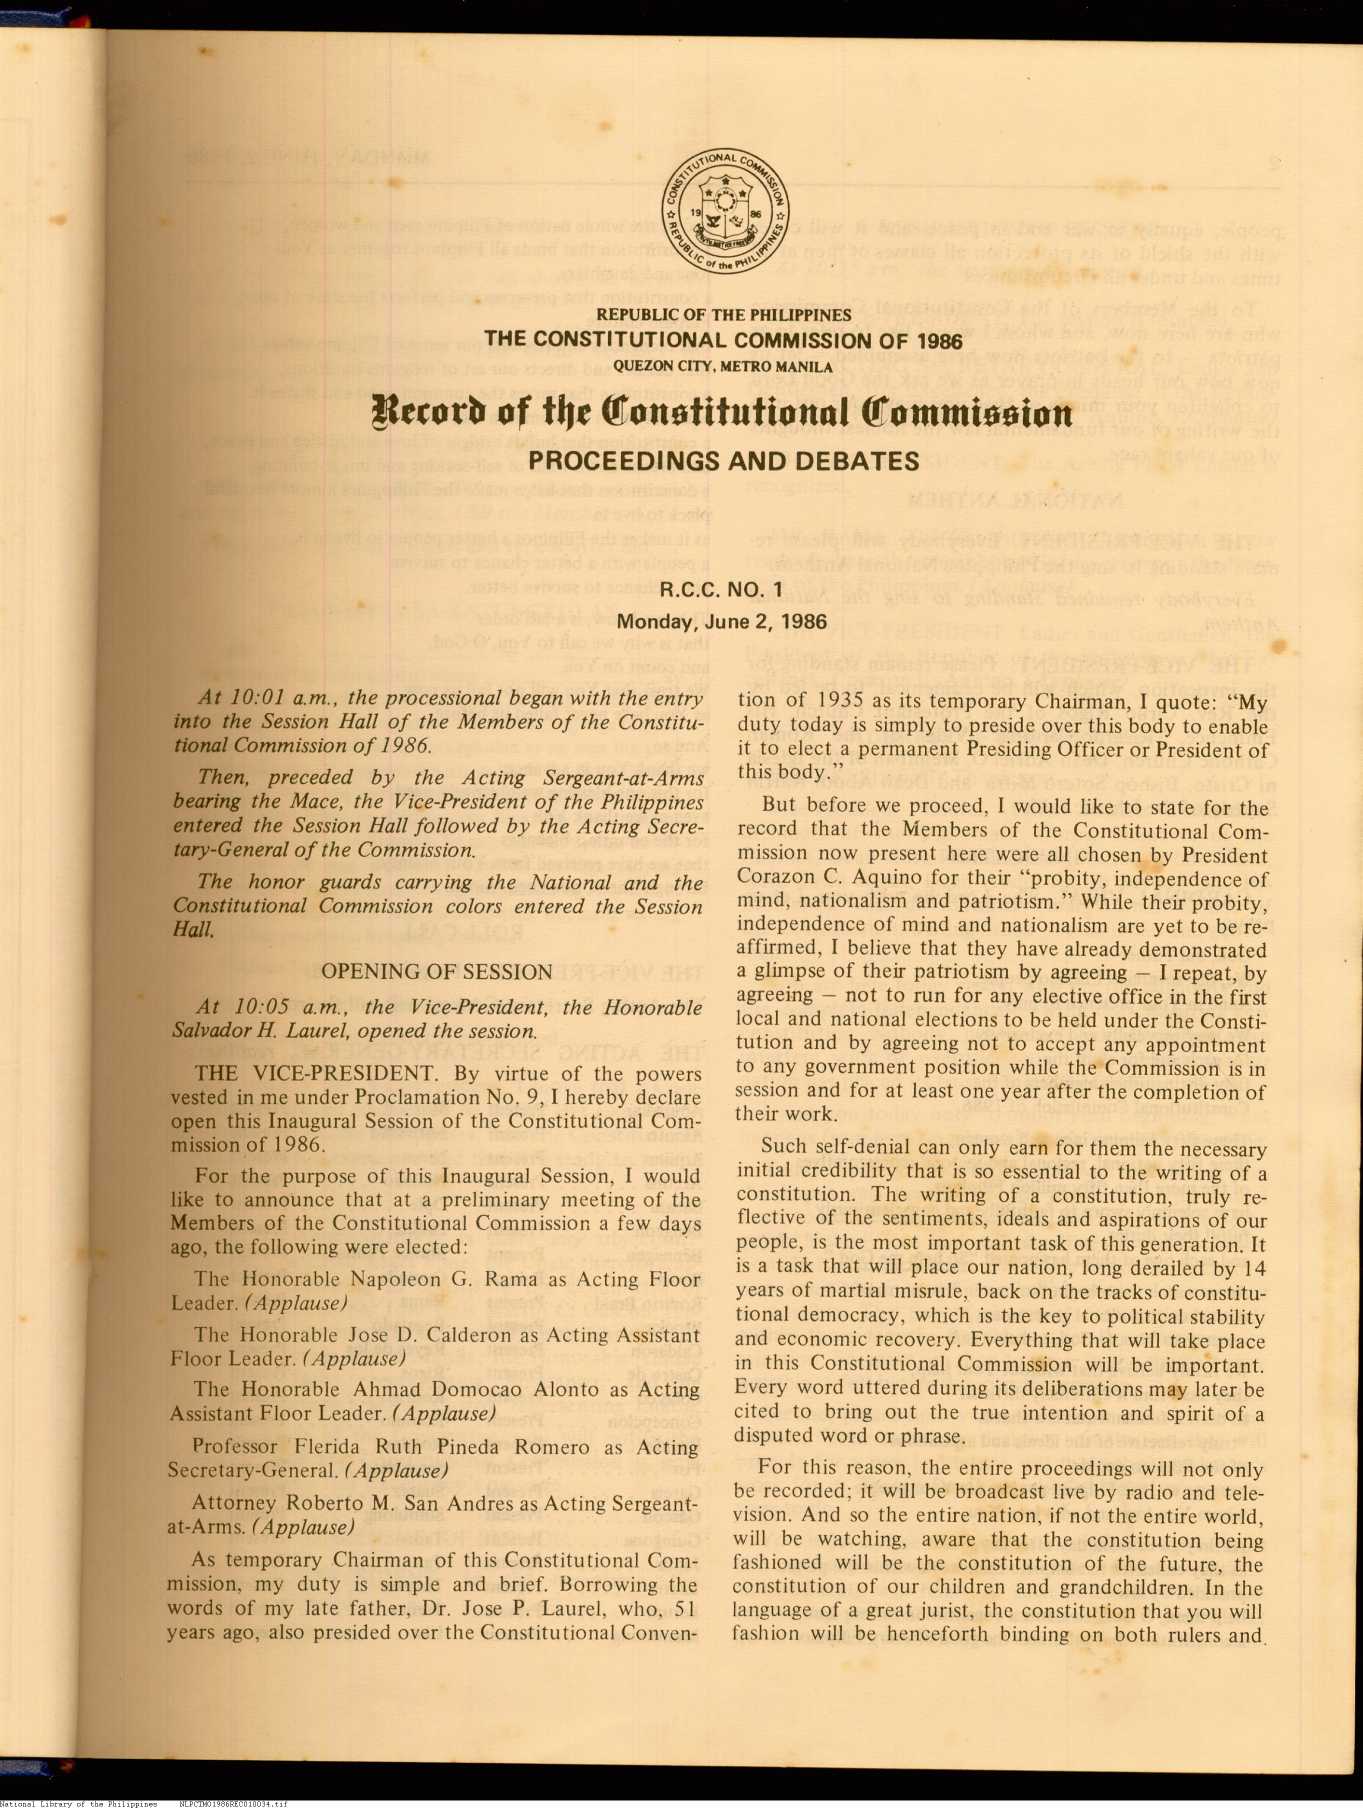 CONSTITUTIONAL COMMISSION
19 86
REPUBLIC of the PHILIPPINES
REPUBLIC OF THE PHILIPPINES
THE CONSTITUTIONAL COMMISSION OF 1986
QUEZON CITY, METRO MANILA
Record of the Constitutional Commission
PROCEEDINGS AND DEBATES
R.C.C. NO. 1
Monday, June 2, 1986
At 10:01 a.m., the processional began with the entry
into the Session Hall of the Members of the Constitu-
tional Commission of 1986.
Then, preceded by the Acting Sergeant-at-Arms
bearing the Mace, the Vice-President of the Philippines
entered the Session Hall followed by the Acting Secre-
tary-General of the Commission.
The honor guards carrying the National and the
Constitutional Commission colors entered the Session
Hall.
OPENING OF SESSION
At 10:05 a.m., the Vice-President, the Honorable
Salvador H. Laurel, opened the session.
THE VICE-PRESIDENT. By virtue of the powers
vested in me under Proclamation No. 9, I hereby declare
open this Inaugural Session of the Constitutional Com-
mission of 1986.
For the purpose of this Inaugural Session, I would
like to announce that at a preliminary meeting of the
Members of the Constitutional Commission a few days
ago, the following were elected:
The Honorable Napoleon G. Rama as Acting Floor
Leader. (Applause)
The Honorable Jose D. Calderon as Acting Assistant
Floor Leader. (Applause)
The Honorable Ahmad Domocao Alonto as Acting
Assistant Floor Leader. (Applause)
Professor Flerida Ruth Pineda Romero as Acting
Secretary-General. (Applause)
Attorney Roberto M. San Andres as Acting Sergeant-
at-Arms. (Applause)
As temporary Chairman of this Constitutional Com-
mission, my duty is simple and brief. Borrowing the
words of my late father, Dr. Jose P. Laurel, who, 51
years ago, also presided over the Constitutional Conven-
tion of 1935 as its temporary Chairman, I quote: “My
duty today is simply to preside over this body to enable
it to elect a permanent Presiding Officer or President of
this body.”
But before we proceed, I would like to state for the
record that the Members of the Constitutional Com-
mission now present here were all chosen by President
Corazon C. Aquino for their “probity, independence of
mind, nationalism and patriotism.” While their probity,
independence of mind and nationalism are yet to be re-
affirmed, I believe that they have already demonstrated
a glimpse of their patriotism by agreeing — I repeat, by
agreeing — not to run for any elective office in the first
local and national elections to be held under the Consti-
tution and by agreeing not to accept any appointment
to any government position while the Commission is in
session and for at least one year after the completion of
their work.
Such self-denial can only earn for them the necessary
initial credibility that is so essential to the writing of a
constitution. The writing of a constitution, truly re-
flective of the sentiments, ideals and aspirations of our
people, is the most important task of this generation. It
is a task that will place our nation, long derailed by 14
years of martial misrule, back on the tracks of constitu-
tional democracy, which is the key to political stability
and economic recovery. Everything that will take place
in this Constitutional Commission will be important.
Every word uttered during its deliberations may later be
cited to bring out the true intention and spirit of a
disputed word or phrase.
For this reason, the entire proceedings will not only
be recorded; it will be broadcast live by radio and tele-
vision. And so the entire nation, if not the entire world,
will be watching, aware that the constitution being
fashioned will be the constitution of the future, the
constitution of our children and grandchildren. In the
language of a great jurist, the constitution that you will
fashion will be henceforth binding on both rulers and
National Library of the Philippines NLPCTM01986REC010034.tif